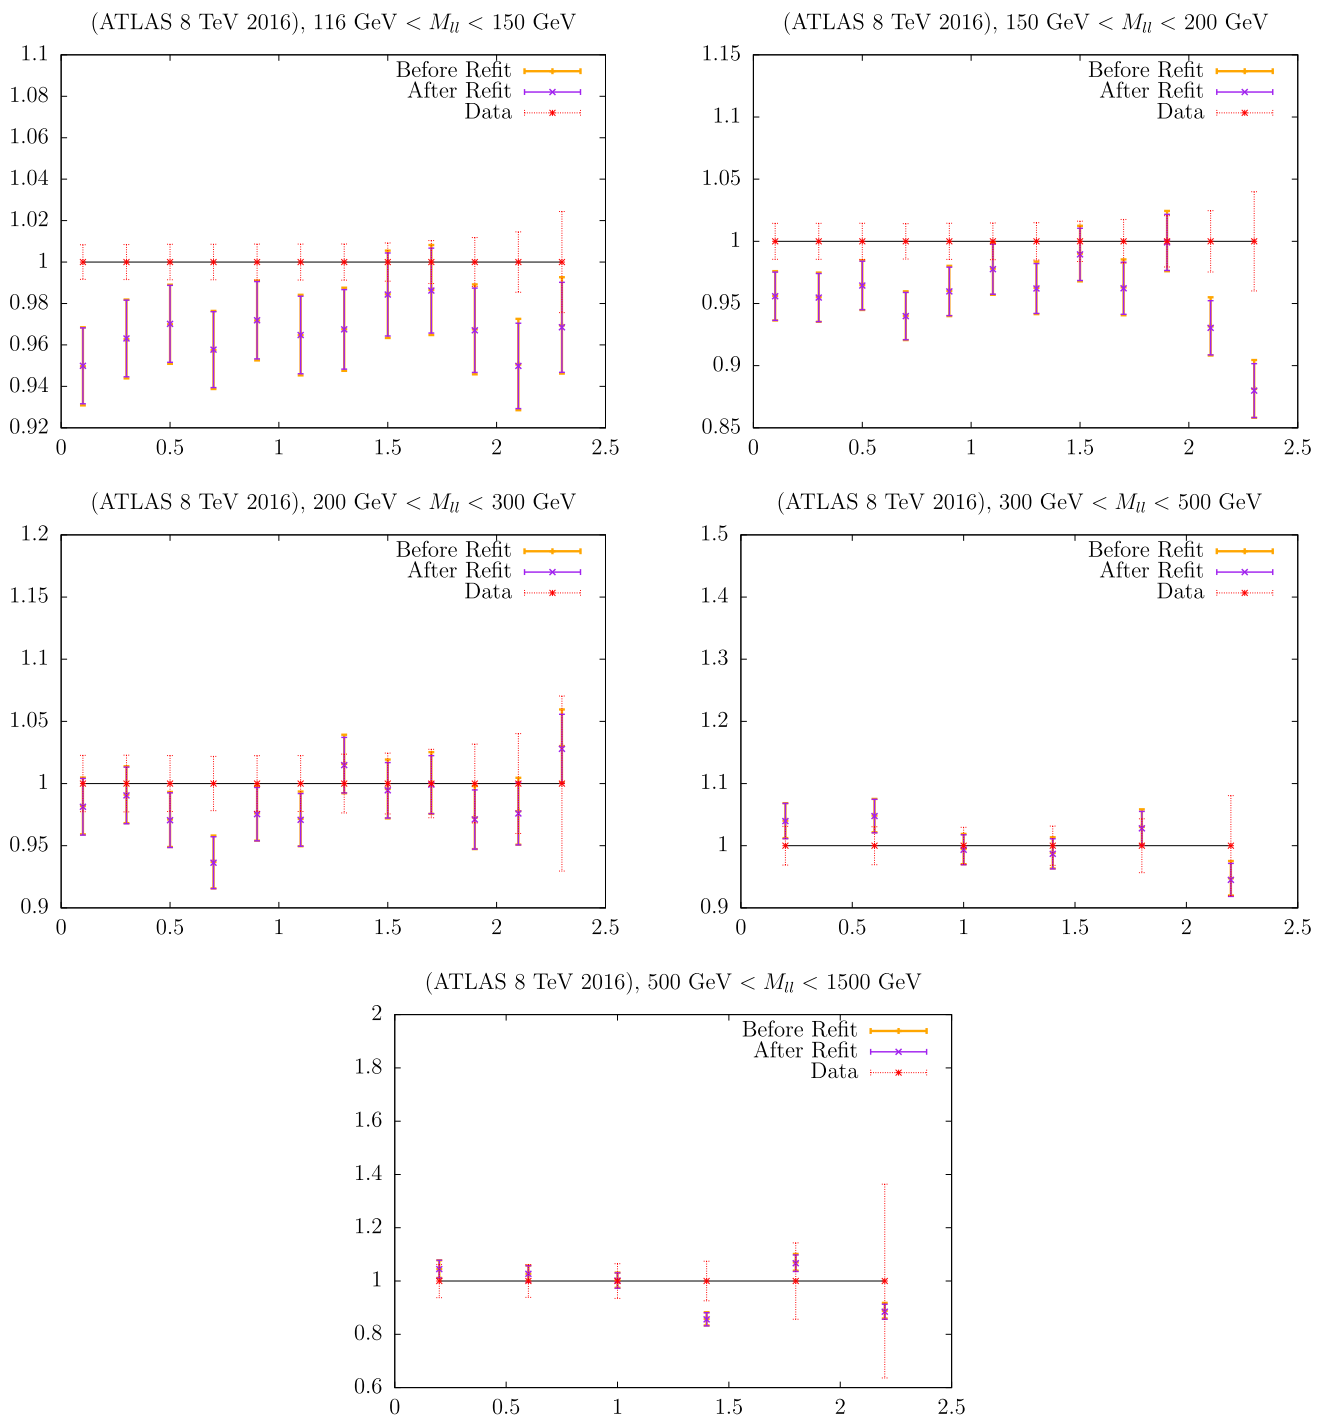 (ATLAS 8 TeV 2016), 116 GeV < M_ll < 150 GeV
1.1
1.08
1.06
1.04
1.02
1
0.98
0.96
0.94
0.92
0 0.5 1 1.5 2 2.5
Before Refit
After Refit
Data
(ATLAS 8 TeV 2016), 150 GeV < M_ll < 200 GeV
1.15
1.1
1.05
1
0.95
0.9
0.85
0 0.5 1 1.5 2 2.5
Before Refit
After Refit
Data
(ATLAS 8 TeV 2016), 200 GeV < M_ll < 300 GeV
1.2
1.15
1.1
1.05
1
0.95
0.9
0 0.5 1 1.5 2 2.5
Before Refit
After Refit
Data
(ATLAS 8 TeV 2016), 300 GeV < M_ll < 500 GeV
1.5
1.4
1.3
1.2
1.1
1
0.9
0 0.5 1 1.5 2 2.5
Before Refit
After Refit
Data
(ATLAS 8 TeV 2016), 500 GeV < M_ll < 1500 GeV
2
1.8
1.6
1.4
1.2
1
0.8
0.6
0 0.5 1 1.5 2 2.5
Before Refit
After Refit
Data